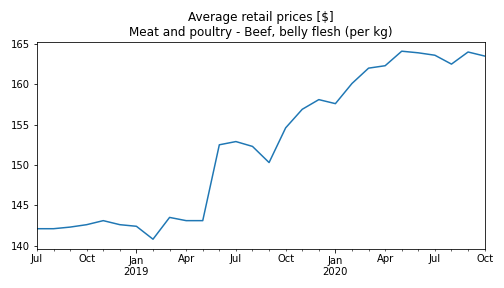 Average retail prices [$]
Meat and poultry - Beef, belly flesh (per kg)
165
160
155
150
145
140
Jul Oct Jan Apr Jul Oct Jan Apr Jul Oct
2019 2020